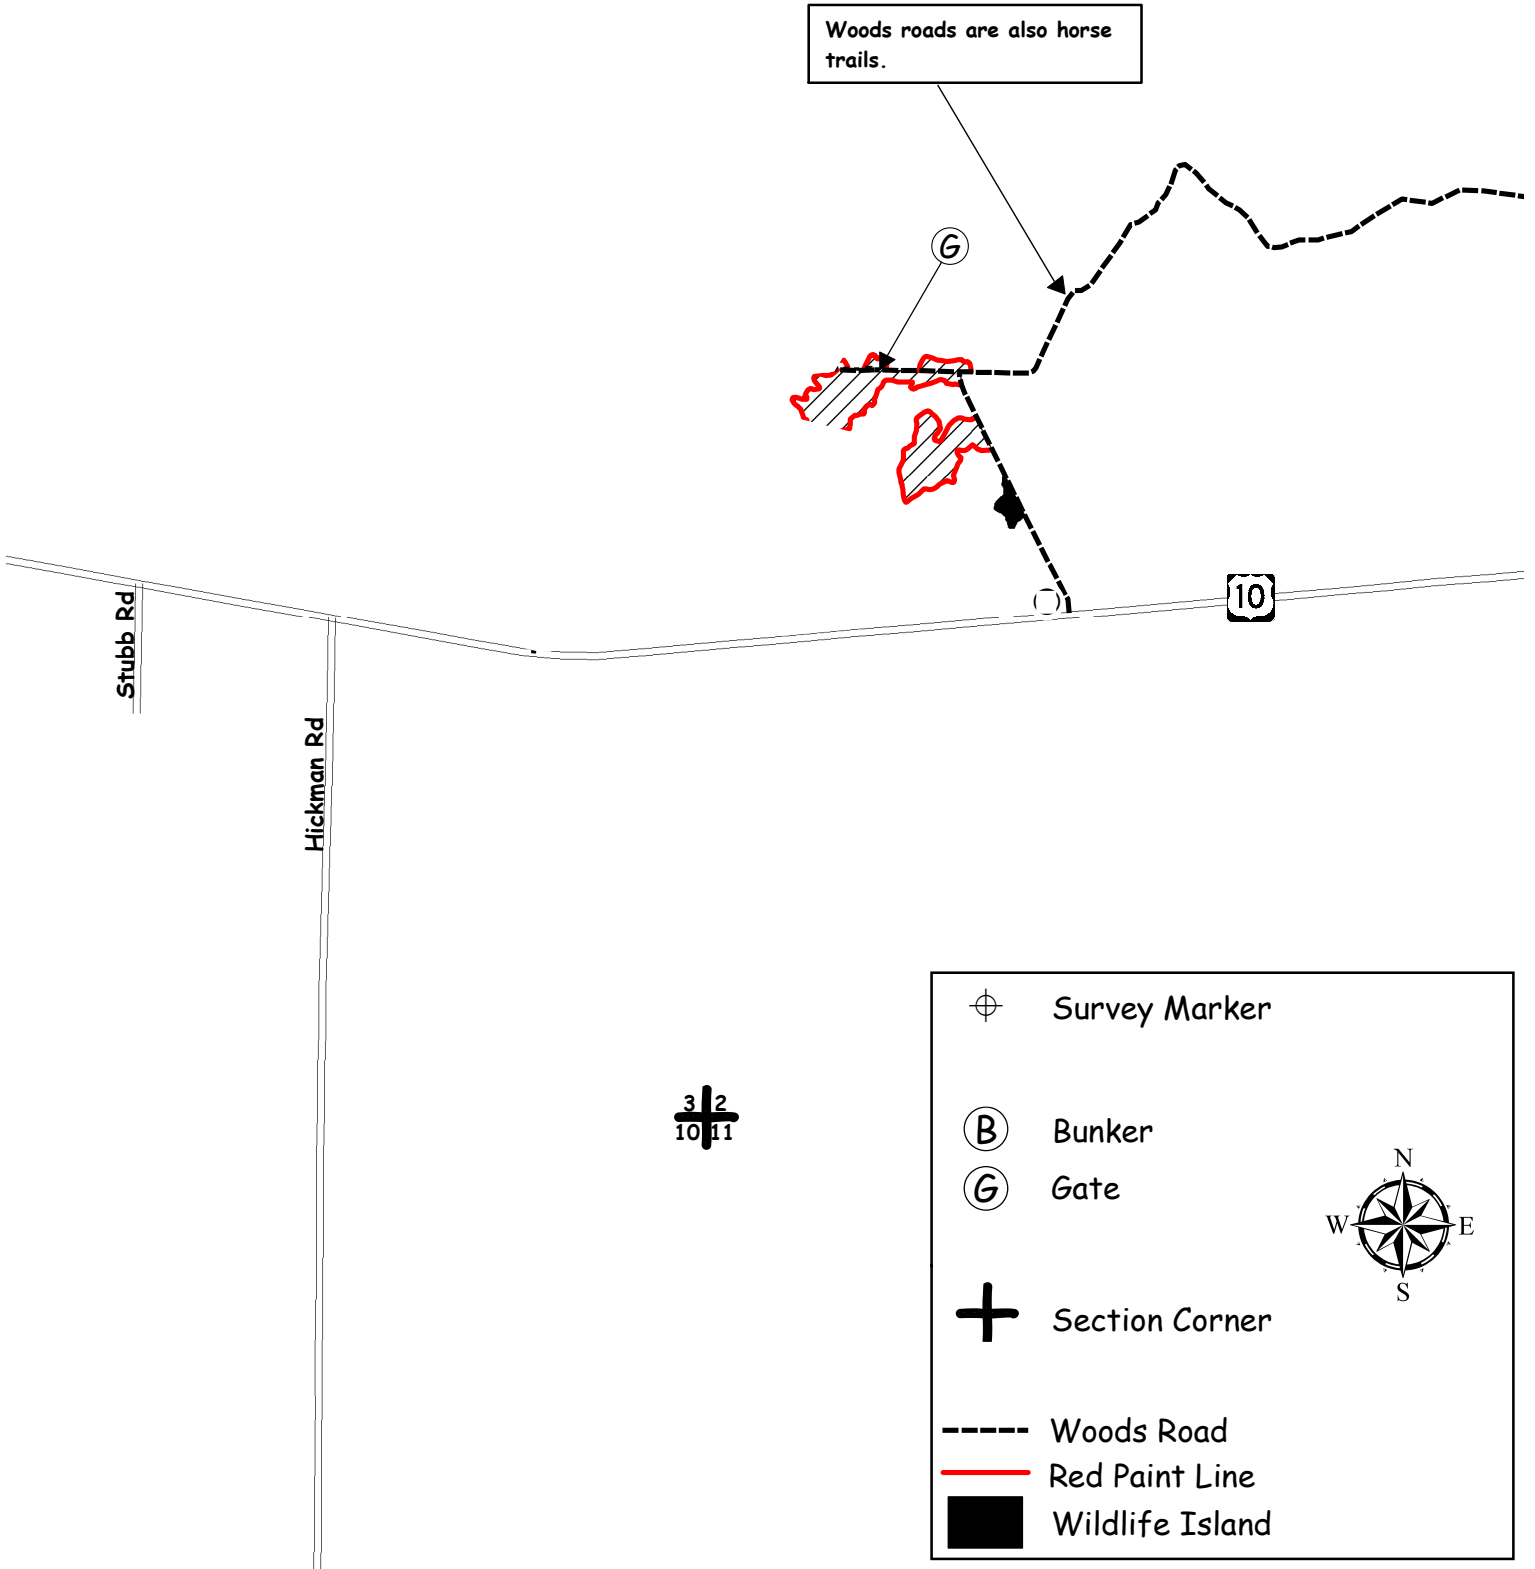 Woods roads are also horse
trails.
G
10
Stubb Rd
Hickman Rd
3 2
10 11
Survey Marker
B Bunker
G Gate
N
W E
S
Section Corner
Woods Road
Red Paint Line
Wildlife Island